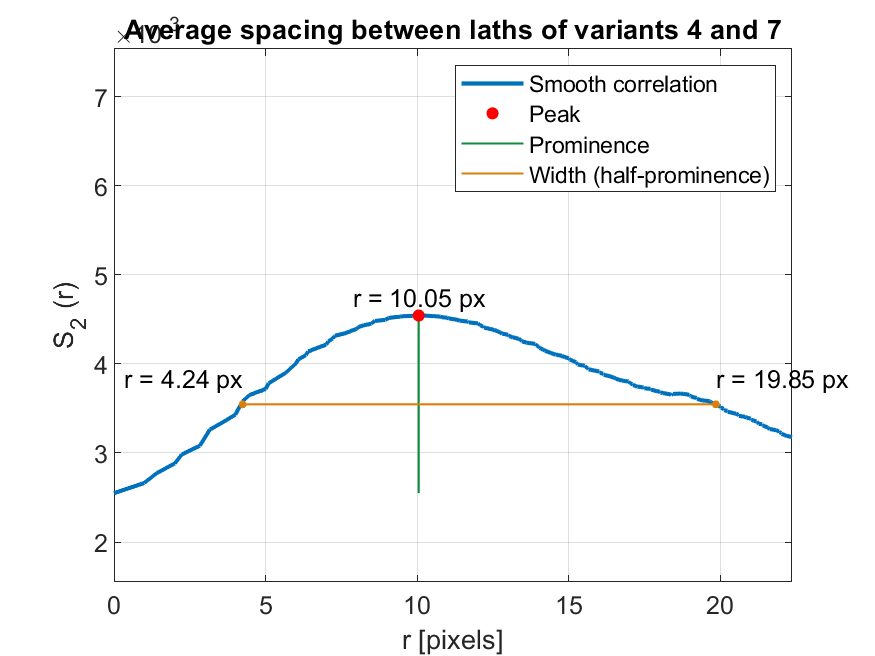 ×10-3
Average spacing between laths of variants 4 and 7
Smooth correlation
Peak
Prominence
Width (half-prominence)
r = 10.05 px
r = 4.24 px
r = 19.85 px
7
6
5
4
3
2
S2 (r)
0 5 10 15 20
r [pixels]